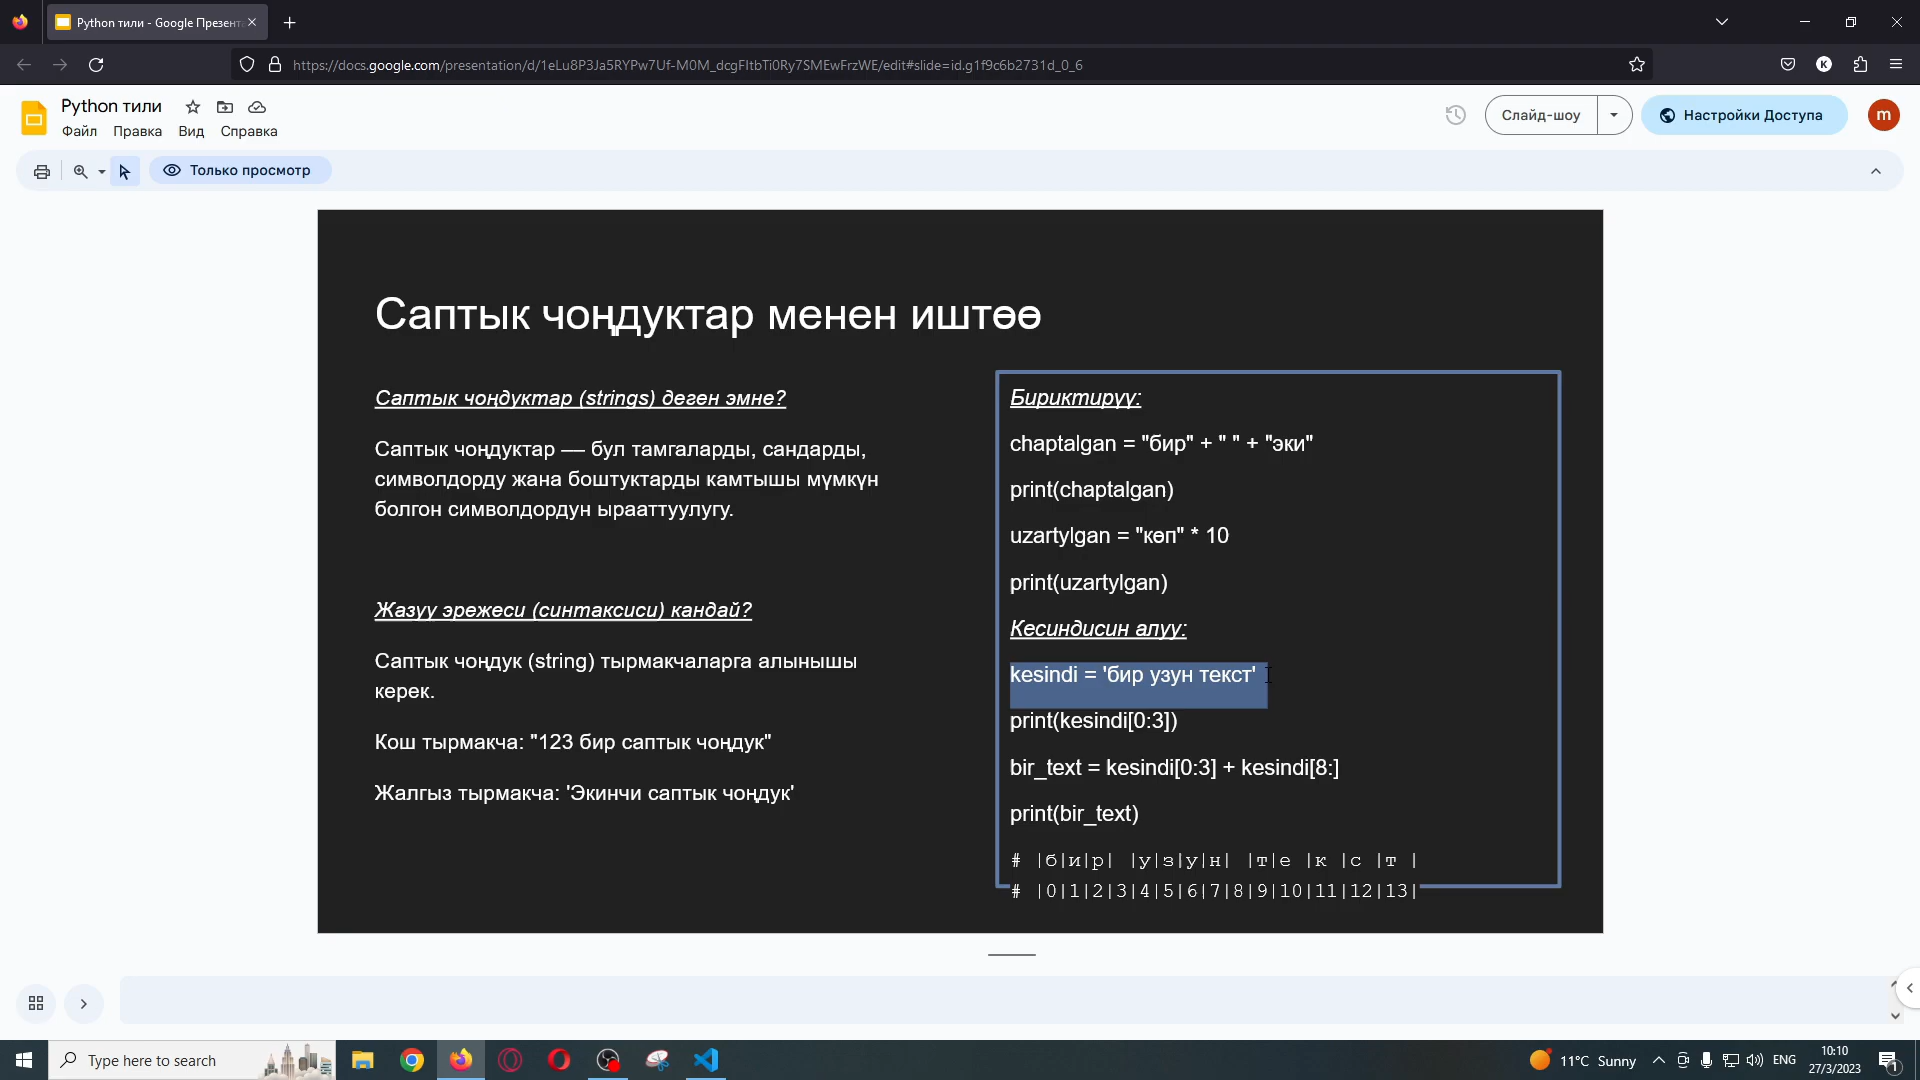 Python тили - Google Презент
https://docs.google.com/presentation/d/1eLu8P3Ja5RYPw7Uf-M0M_dcgFItbTi0Ry7SMEwFrzWE/edit#slide=id.g1f9c6b2731d_0_6
K
Python тили
Файл Правка Вид Справка
Слайд-шоу
Настройки Доступа
m
Только просмотр
Саптык чоңдуктар менен иштөө
Саптык чоңдуктар (strings) деген эмне?
Саптык чоңдуктар — бул тамгаларды, сандарды,
символдорду жана боштуктарды камтышы мүмкүн
болгон символдордун ырааттуулугу.
Жазуу эрежеси (синтаксиси) кандай?
Саптык чоңдук (string) тырмакчаларга алынышы
керек.
Кош тырмакча: "123 бир саптык чоңдук"
Жалгыз тырмакча: 'Экинчи саптык чоңдук'
Бириктирүү:
chaptalgan = "бир" + " " + "эки"
print(chaptalgan)
uzartylgan = "көп" * 10
print(uzartylgan)
Кесиндисин алуу:
kesindi = 'бир узун текст'
print(kesindi[0:3])
bir_text = kesindi[0:3] + kesindi[8:]
print(bir_text)
# |б|и|р| |у|з|у|н| |т|е |к |с |т |
# |0|1|2|3|4|5|6|7|8|9|10|11|12|13|
Type here to search
11°C Sunny
ENG
10:10
27/3/2023
1